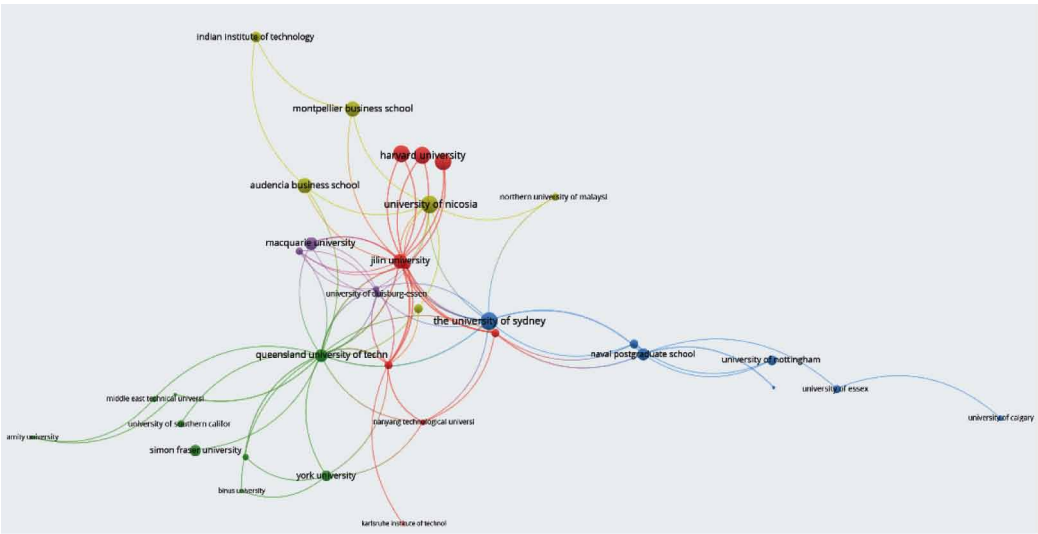 indian institute of technology
montpellier business school
harvard university
audencia business school
university of nicosia
northern university of malaysi
macquarie university
jilin university
university of duisburg-essen
the university of sydney
queensland university of techn
naval postgraduate school
university of nottingham
university of essex
middle east technical universi
university of southern califor
nanyang technological universi
university of calgary
amity university
simon fraser university
york university
binus university
karlsruhe institute of technol